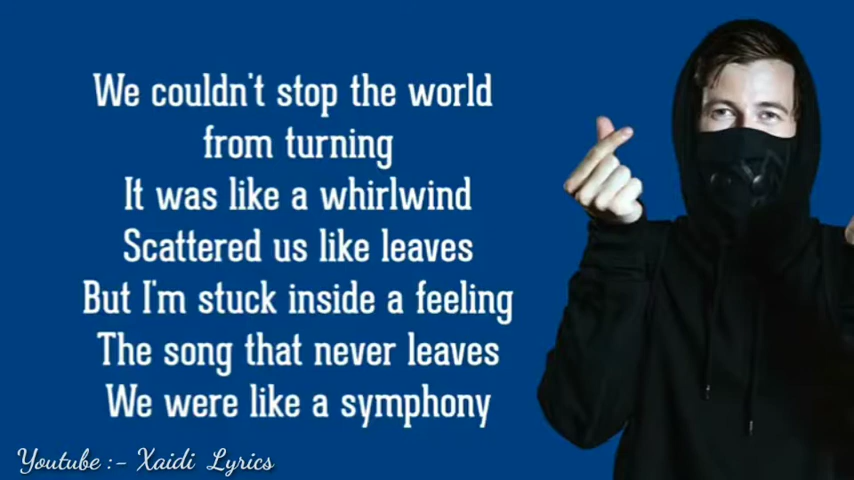 We couldn't stop the world
from turning
It was like a whirlwind
Scattered us like leaves
But I'm stuck inside a feeling
The song that never leaves
We were like a symphony
Youtube :- Xaidi Lyrics